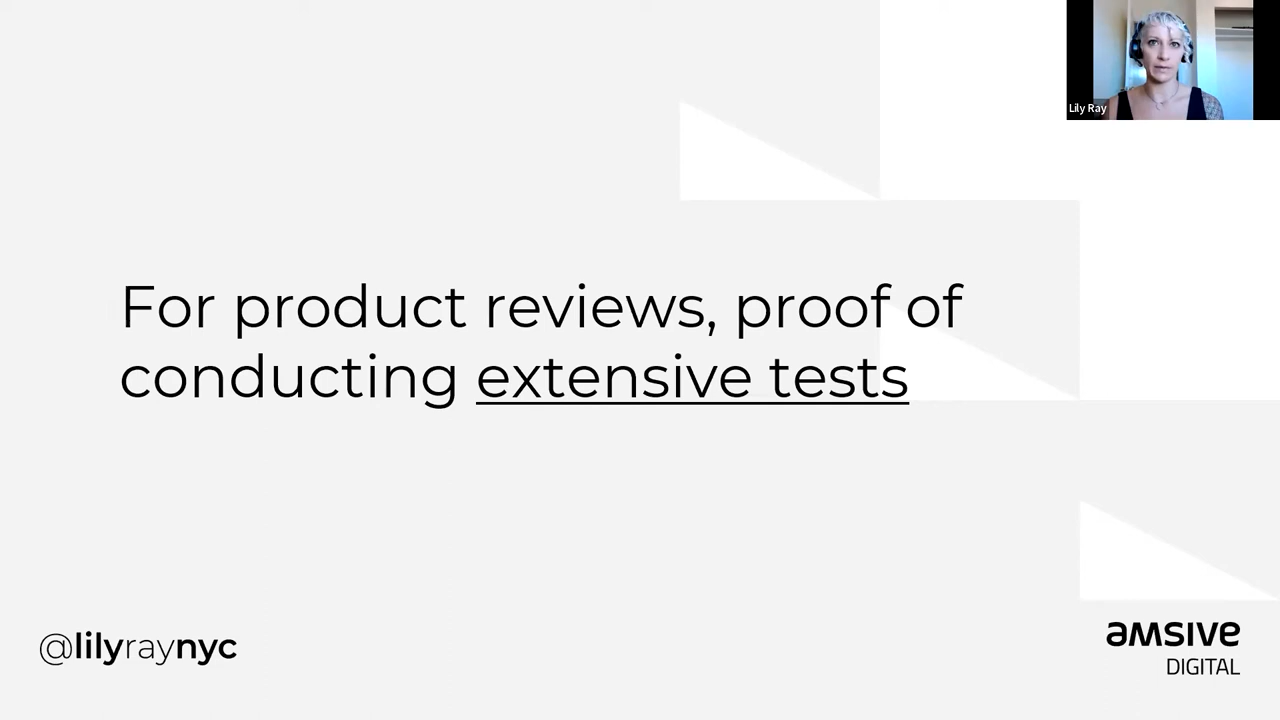 Lily Ray
For product reviews, proof of
conducting extensive tests
@lilyraynyc
amsive
DIGITAL